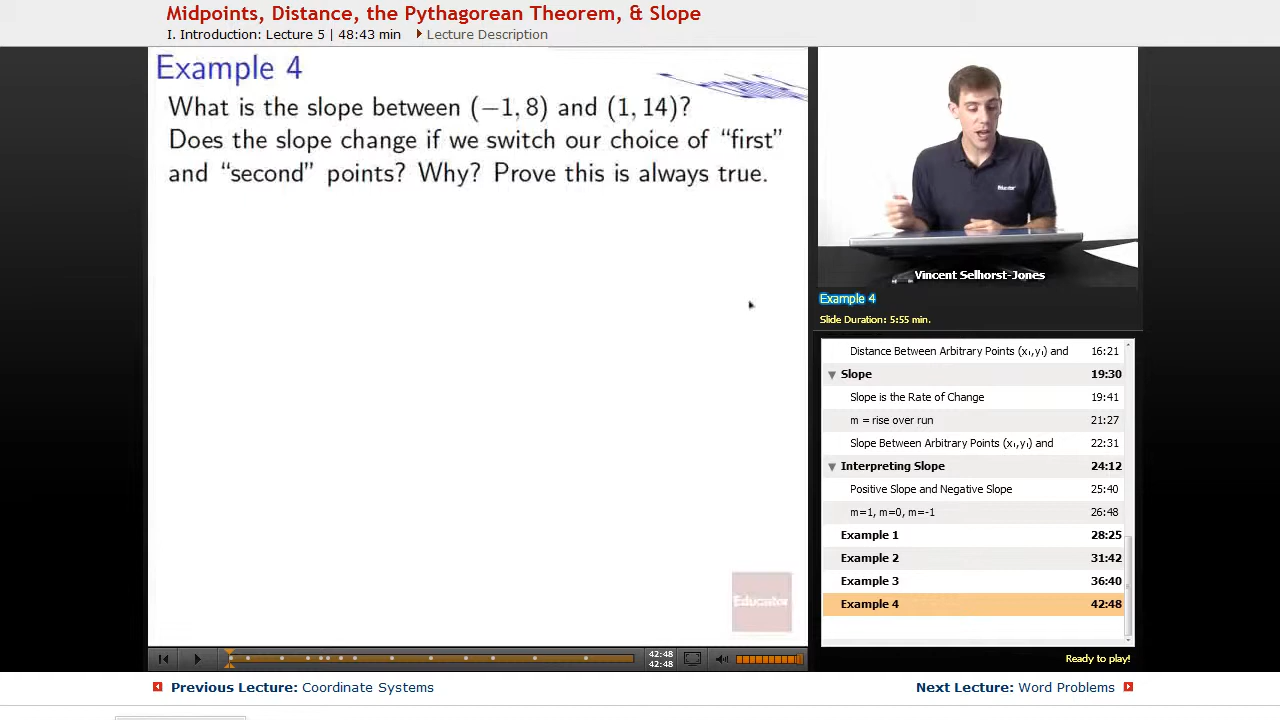 Midpoints, Distance, the Pythagorean Theorem, & Slope
I. Introduction: Lecture 5 | 48:43 min
Lecture Description
Example 4
What is the slope between (−1, 8) and (1, 14)?
Does the slope change if we switch our choice of “first”
and “second” points? Why? Prove this is always true.
Educator
Educator
Vincent Selhorst-Jones
Example 4
Slide Duration: 5:55 min.
Distance Between Arbitrary Points (x₁,y₁) and 16:21
Slope 19:30
Slope is the Rate of Change 19:41
m = rise over run 21:27
Slope Between Arbitrary Points (x₁,y₁) and 22:31
Interpreting Slope 24:12
Positive Slope and Negative Slope 25:40
m=1, m=0, m=-1 26:48
Example 1 28:25
Example 2 31:42
Example 3 36:40
Example 4 42:48
42:48
42:48
Ready to play!
Previous Lecture: Coordinate Systems
Next Lecture: Word Problems